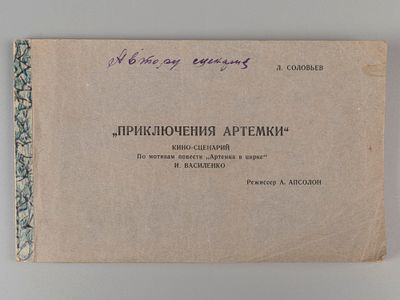 Автору сценария
Л. СОЛОВЬЕВ
„ПРИКЛЮЧЕНИЯ АРТЕМКИ“
КИНО-СЦЕНАРИЙ
По мотивам повести „Артемка в цирке“
И. ВАСИЛЕНКО
Режиссер А. АПСОЛОН